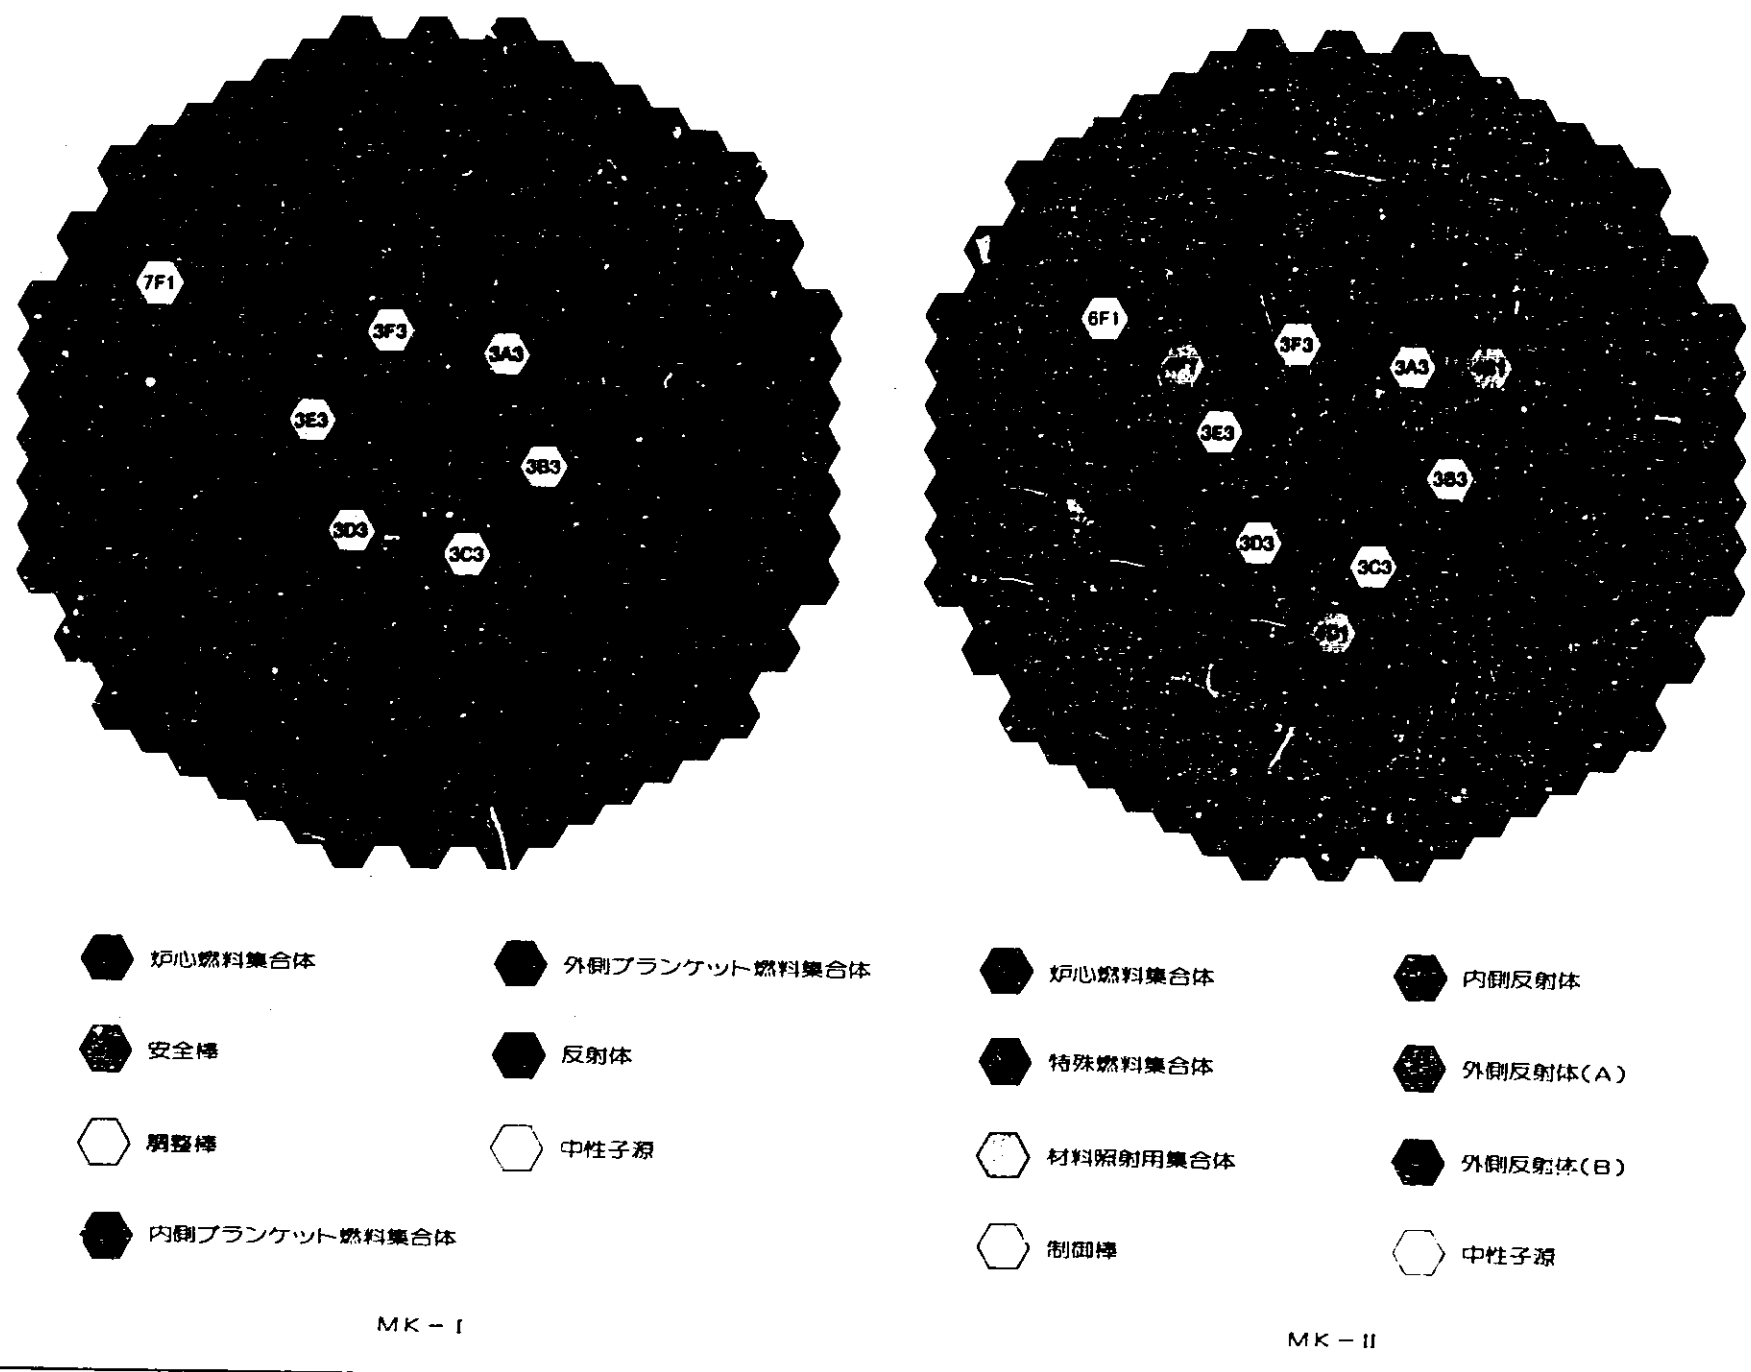 7F1
3F3
3A3
3E3
3B3
3D3
3C3
炉心燃料集合体
外側ブランケット燃料集合体
安全棒
反射体
調整棒
中性子源
内側ブランケット燃料集合体
MK-I
6F1
3F3
3A3
3E3
3B3
3D3
3C3
炉心燃料集合体
内側反射体
特殊燃料集合体
外側反射体(A)
材料照射用集合体
外側反射体(B)
制御棒
中性子源
MK-II